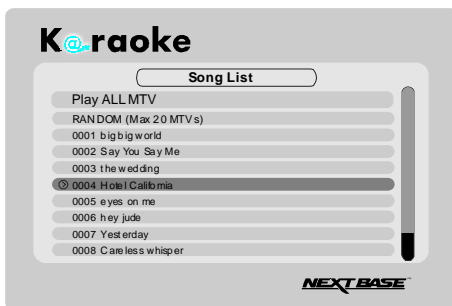 K@raoke
Song List
Play ALL MTV
RANDOM (Max 20 MTVs)
0001 big big world
0002 Say You Say Me
0003 the wedding
0004 Hotel California
0005 eyes on me
0006 hey jude
0007 Yesterday
0008 Careless whisper
NEXTBASE™